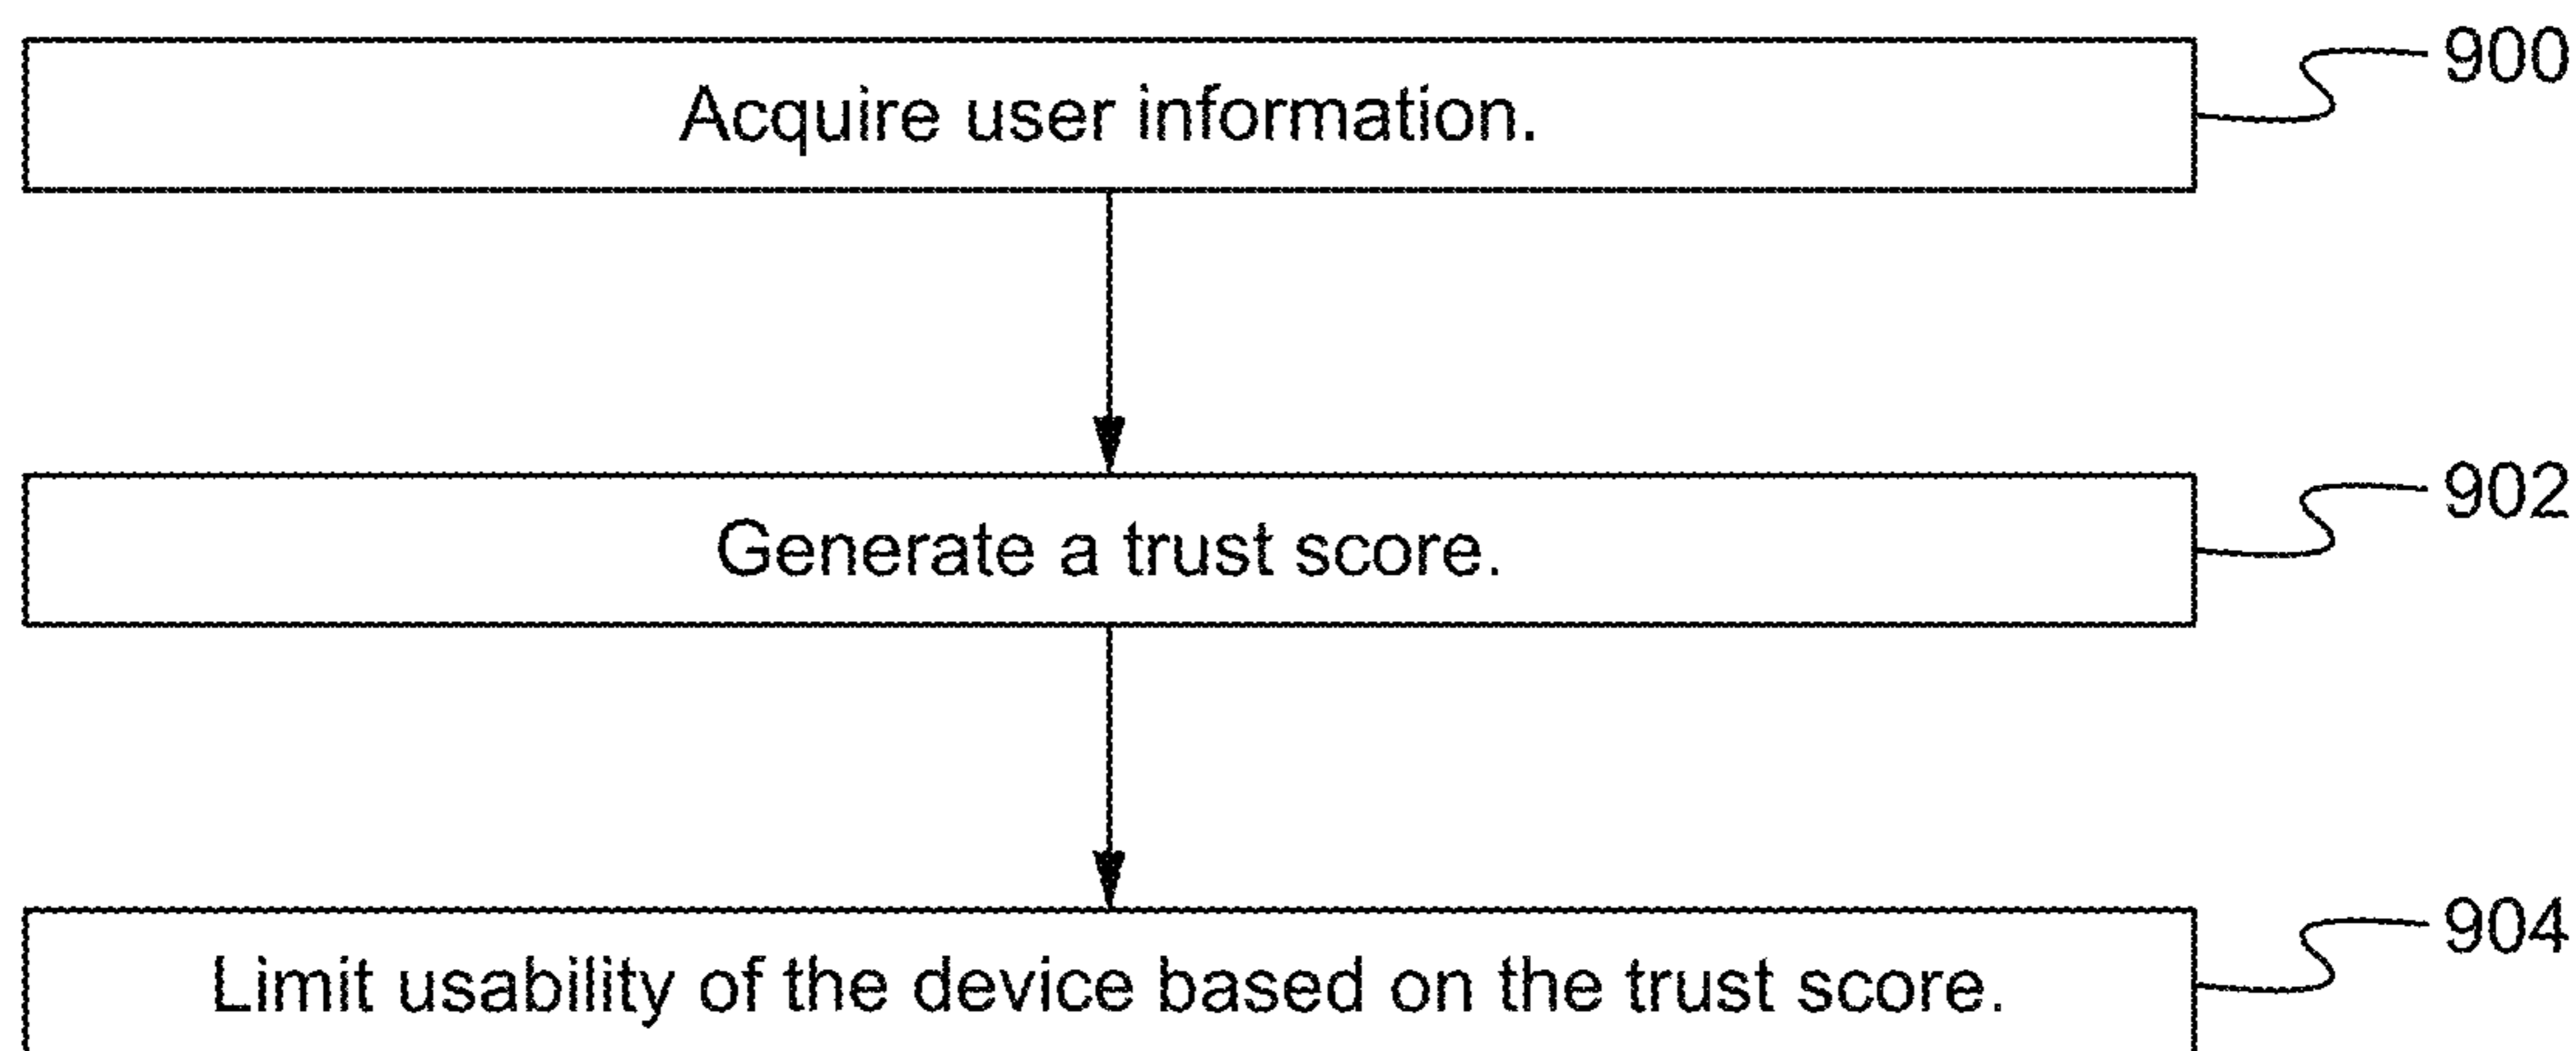 Acquire user information.
900
Generate a trust score.
902
Limit usability of the device based on the trust score.
904